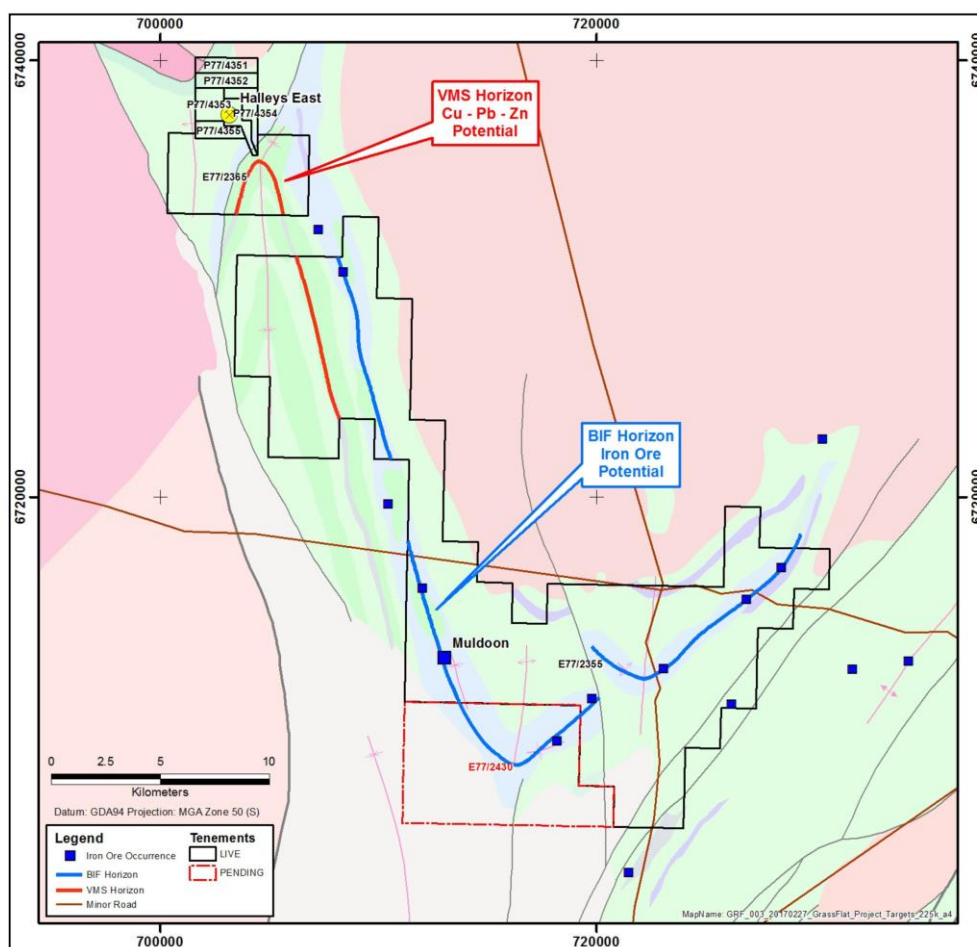 700000
720000
6740000
6740000
P77/4351
P77/4352
Halleys East
P77/4353
P77/4354
P77/4355
VMS Horizon
Cu - Pb - Zn
Potential
E77/2365
BIF Horizon
Iron Ore
Potential
6720000
6720000
Muldoon
E77/2355
E77/2430
0 2.5 5 10
Kilometers
Datum: GDA94 Projection: MGA Zone 50 (S)
Legend
Iron Ore Occurrence
BIF Horizon
VMS Horizon
Minor Road
Tenements
LIVE
PENDING
MapName: GRF_003_20170227_GrassFlat_Project_Targets_225k_a4
700000
720000